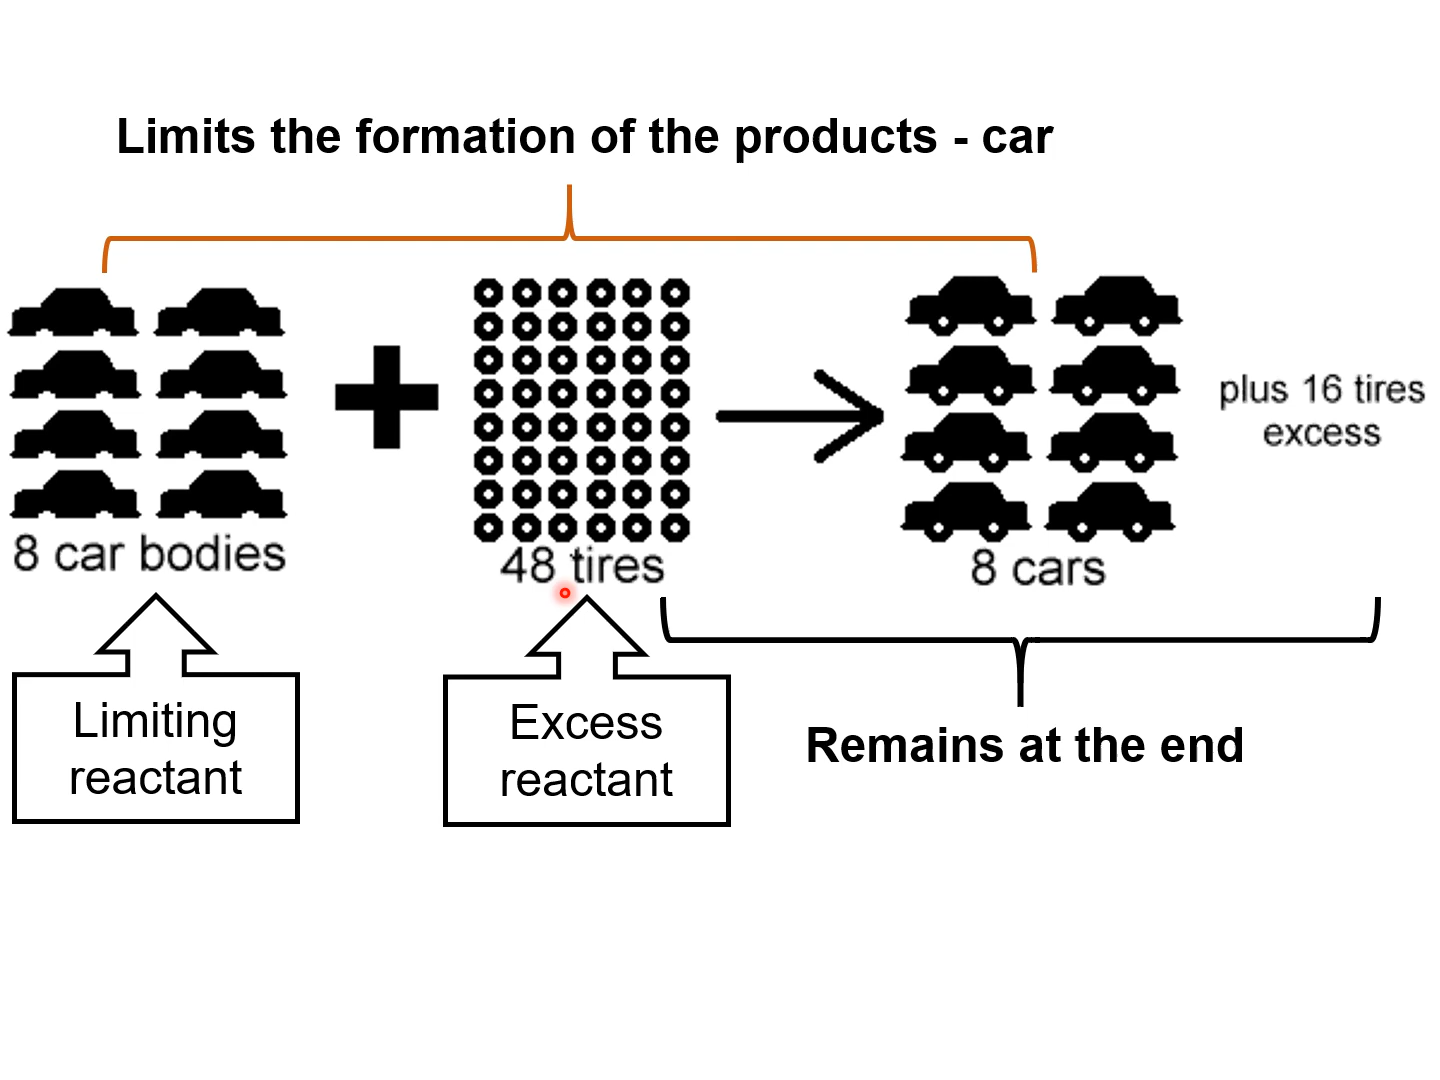 Limits the formation of the products - car
plus 16 tires
excess
8 car bodies
48 tires
8 cars
Limiting
reactant
Excess
reactant
Remains at the end